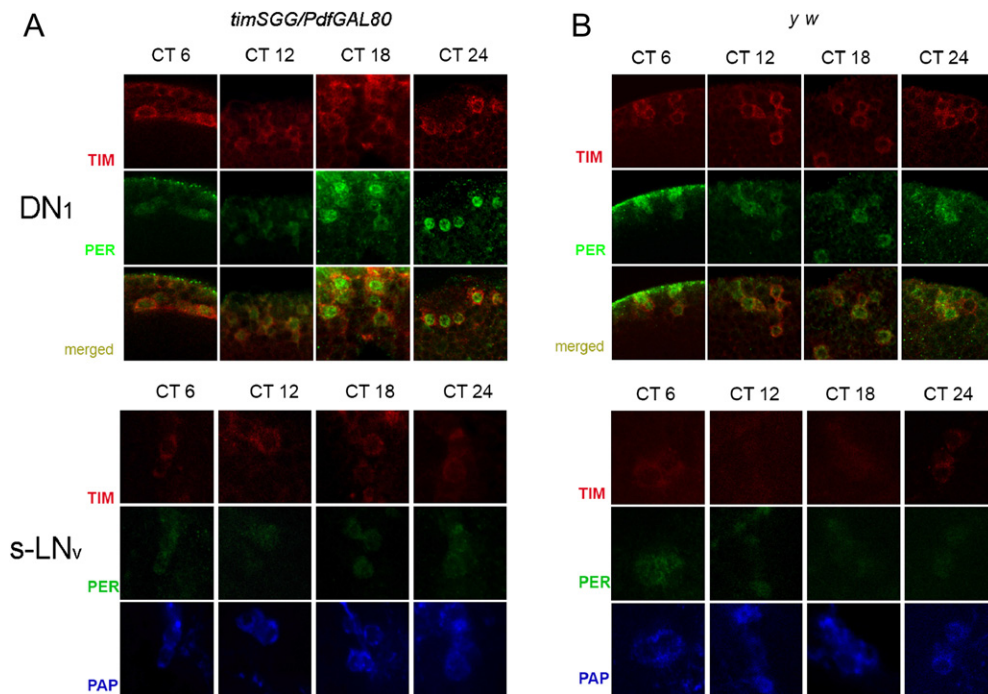 A
timSGG/PdfGAL80
CT 6 CT 12 CT 18 CT 24
DN1
TIM
PER
merged
CT 6 CT 12 CT 18 CT 24
s-LNv
TIM
PER
PAP
B
y w
CT 6 CT 12 CT 18 CT 24
TIM
PER
merged
CT 6 CT 12 CT 18 CT 24
TIM
PER
PAP